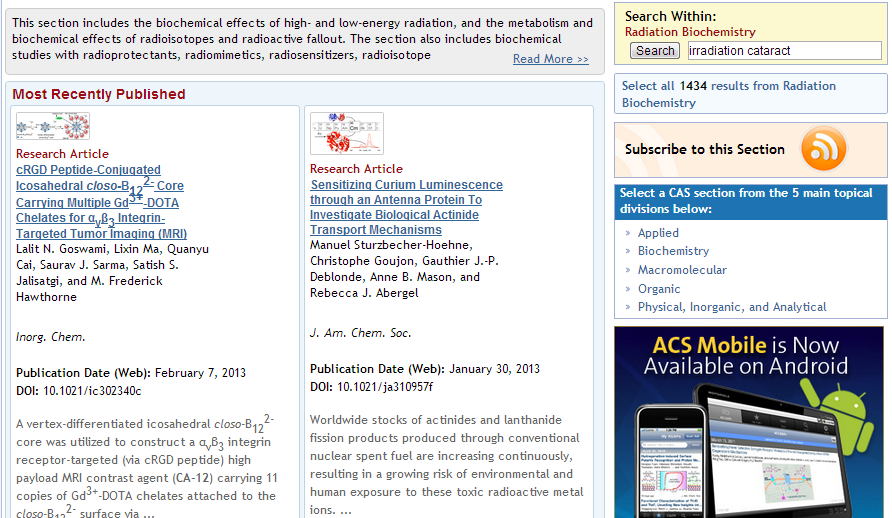 This section includes the biochemical effects of high- and low-energy radiation, and the metabolism and
biochemical effects of radioisotopes and radioactive fallout. The section also includes biochemical
studies with radioprotectants, radiomimetics, radiosensitizers, radioisotope
Read More >>
Most Recently Published
Research Article
cRGD Peptide-Conjugated
Icosahedral closo-B12 2- Core
Carrying Multiple Gd3+-DOTA
Chelates for αvβ3 Integrin-
Targeted Tumor Imaging (MRI)
Lalit N. Goswami, Lixin Ma, Quanyu
Cai, Saurav J. Sarma, Satish S.
Jalisatgi, and M. Frederick
Hawthorne
Inorg. Chem.
Publication Date (Web): February 7, 2013
DOI: 10.1021/ic302340c
A vertex-differentiated icosahedral closo-B12 2-
core was utilized to construct a αvβ3 integrin
receptor-targeted (via cRGD peptide) high
payload MRI contrast agent (CA-12) carrying 11
copies of Gd3+-DOTA chelates attached to the
closo-B12 2- surface via ...
Research Article
Sensitizing Curium Luminescence
through an Antenna Protein To
Investigate Biological Actinide
Transport Mechanisms
Manuel Sturzbecher-Hoehne,
Christophe Goujon, Gauthier J.-P.
Deblonde, Anne B. Mason, and
Rebecca J. Abergel
J. Am. Chem. Soc.
Publication Date (Web): January 30, 2013
DOI: 10.1021/ja310957f
Worldwide stocks of actinides and lanthanide
fission products produced through conventional
nuclear spent fuel are increasing continuously,
resulting in a growing risk of environmental and
human exposure to these toxic radioactive metal
ions. ...
Search Within:
Radiation Biochemistry
Search irradiation cataract
Select all 1434 results from Radiation
Biochemistry
Subscribe to this Section
Select a CAS section from the 5 main topical
divisions below:
» Applied
» Biochemistry
» Macromolecular
» Organic
» Physical, Inorganic, and Analytical
ACS Mobile is Now
Available on Android